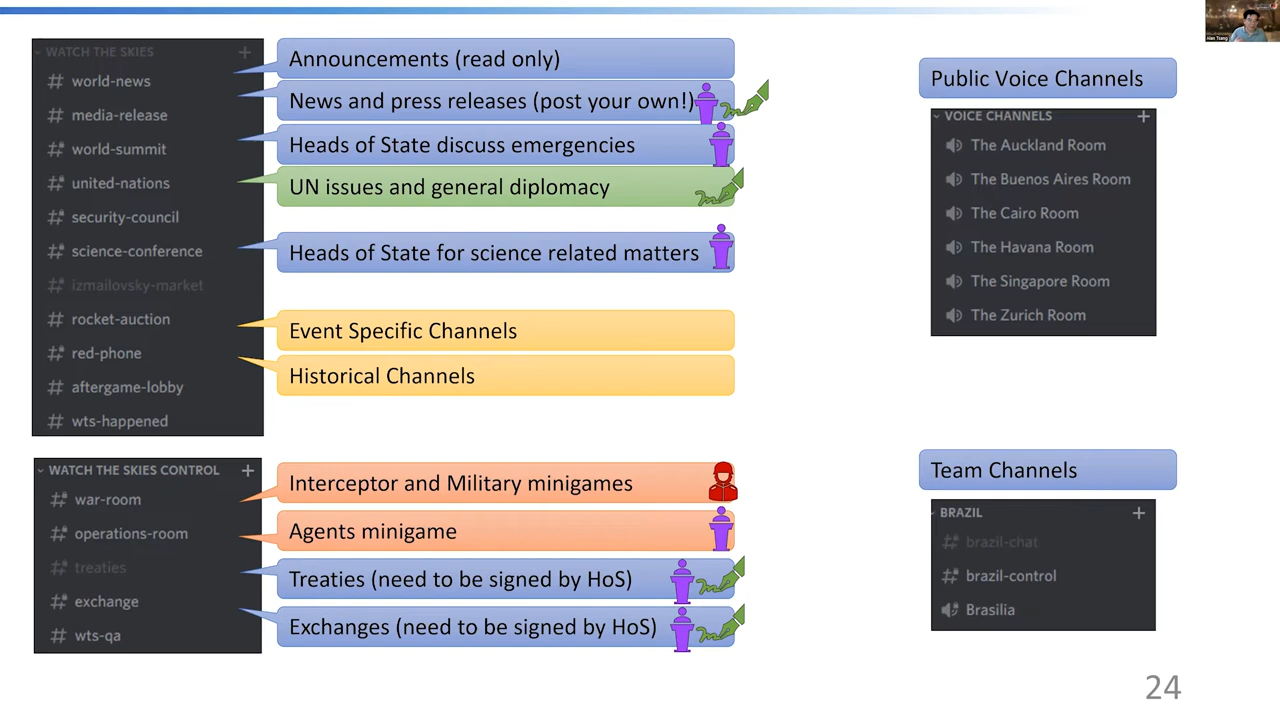 WATCH THE SKIES
world-news
media-release
world-summit
united-nations
security-council
science-conference
izmailovsky-market
rocket-auction
red-phone
aftergame-lobby
wts-happened
Announcements (read only)
News and press releases (post your own!)
Heads of State discuss emergencies
UN issues and general diplomacy
Heads of State for science related matters
Event Specific Channels
Historical Channels
WATCH THE SKIES CONTROL
war-room
operations-room
treaties
exchange
wts-qa
Interceptor and Military minigames
Agents minigame
Treaties (need to be signed by HoS)
Exchanges (need to be signed by HoS)
Public Voice Channels
VOICE CHANNELS
The Auckland Room
The Buenos Aires Room
The Cairo Room
The Havana Room
The Singapore Room
The Zurich Room
Team Channels
BRAZIL
brazil-chat
brazil-control
Brasilia
24
Alan Tsang